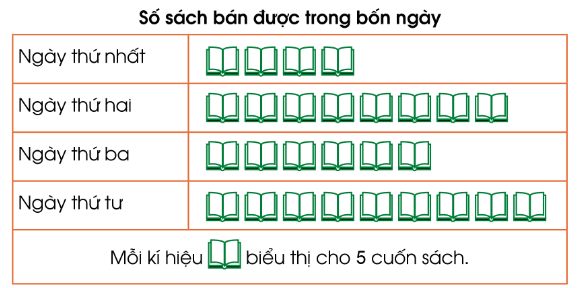 Số sách bán được trong bốn ngày
Ngày thứ nhất
Ngày thứ hai
Ngày thứ ba
Ngày thứ tư
Mỗi kí hiệu biểu thị cho 5 cuốn sách.